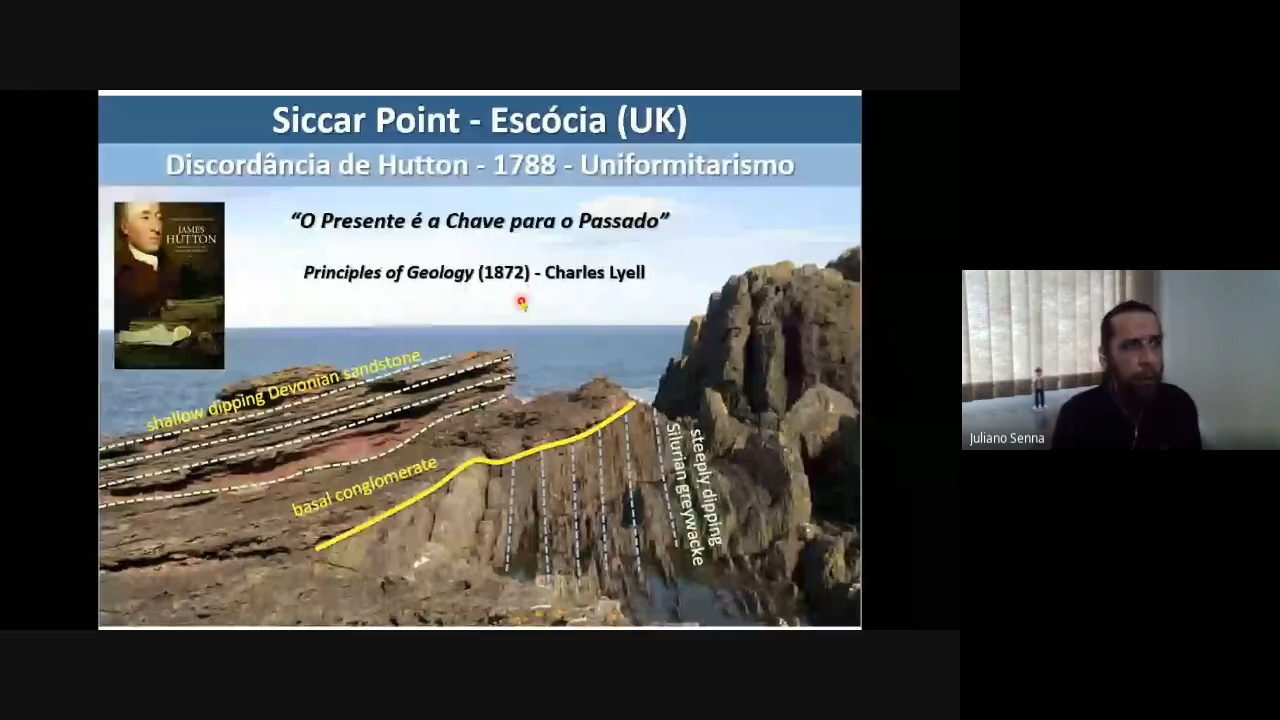 Siccar Point - Escócia (UK)
Discordância de Hutton - 1788 - Uniformitarismo
“O Presente é a Chave para o Passado”
Principles of Geology (1872) - Charles Lyell
JAMES
HUTTON
shallow dipping Devonian sandstone
basal conglomerate
steeply dipping
Silurian greywacke
Juliano Senna